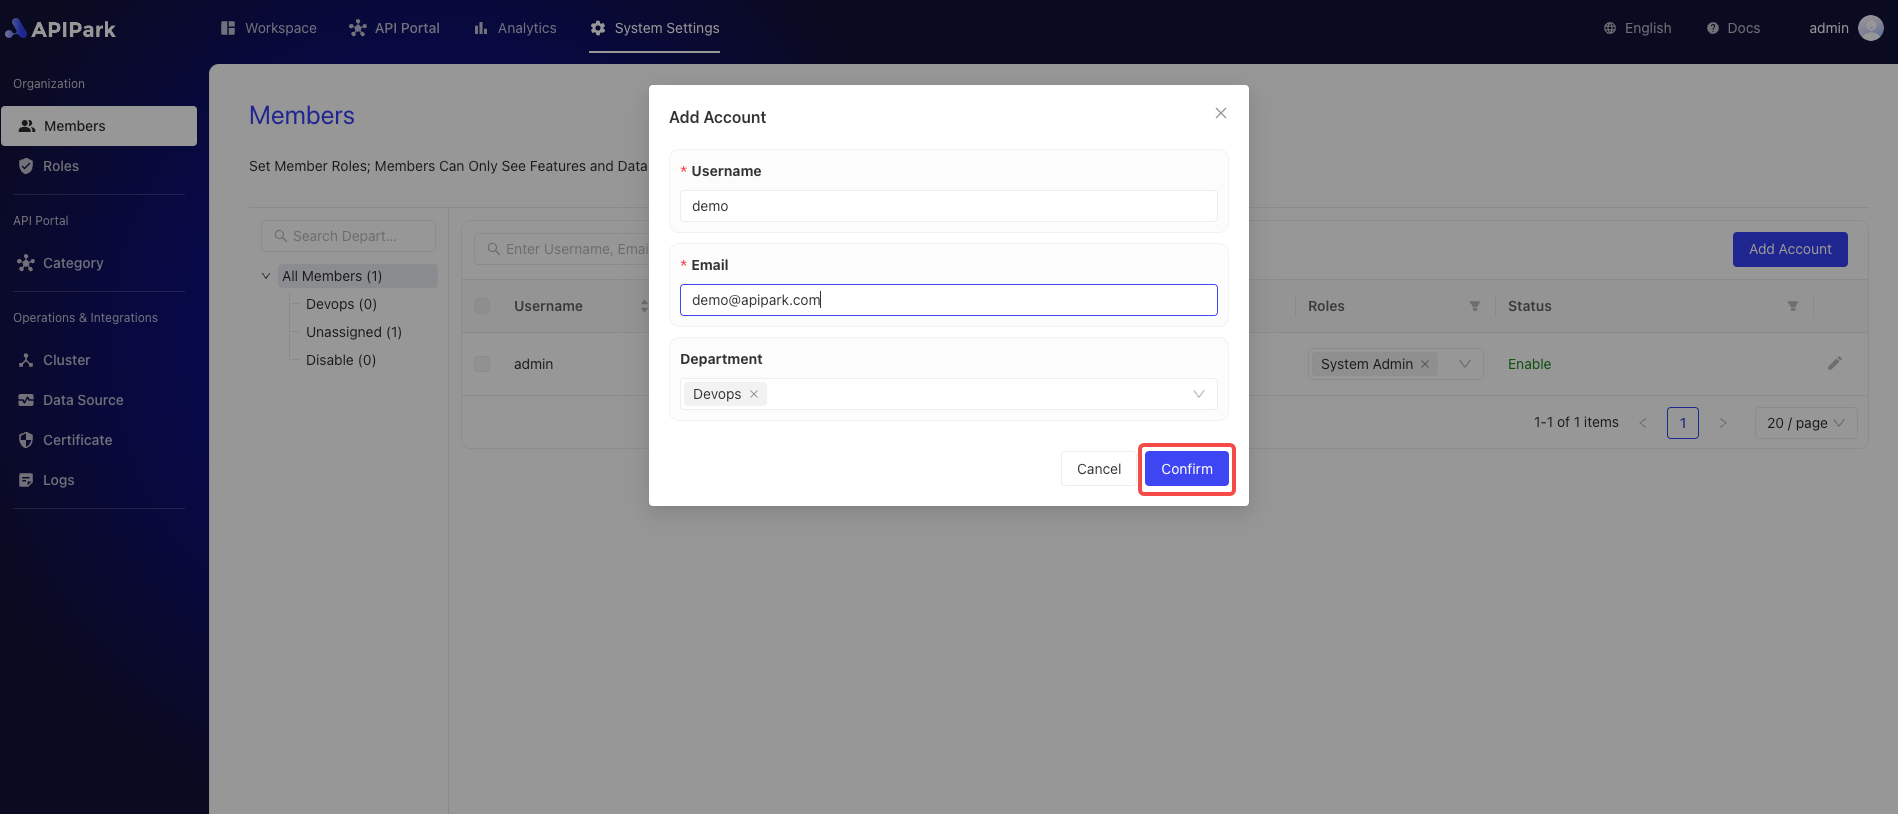 APIPark
Workspace
API Portal
Analytics
System Settings
English
Docs
admin
Organization
Members
Roles
API Portal
Category
Operations & Integrations
Cluster
Data Source
Certificate
Logs
Members
Set Member Roles; Members Can Only See Features and Data
Search Depart...
All Members (1)
Devops (0)
Unassigned (1)
Disable (0)
Enter Username, Emai
Add Account
Username
Roles
Status
admin
System Admin
Enable
1-1 of 1 items
1
20 / page
Add Account
* Username
demo
* Email
demo@apipark.com
Department
Devops
Cancel
Confirm